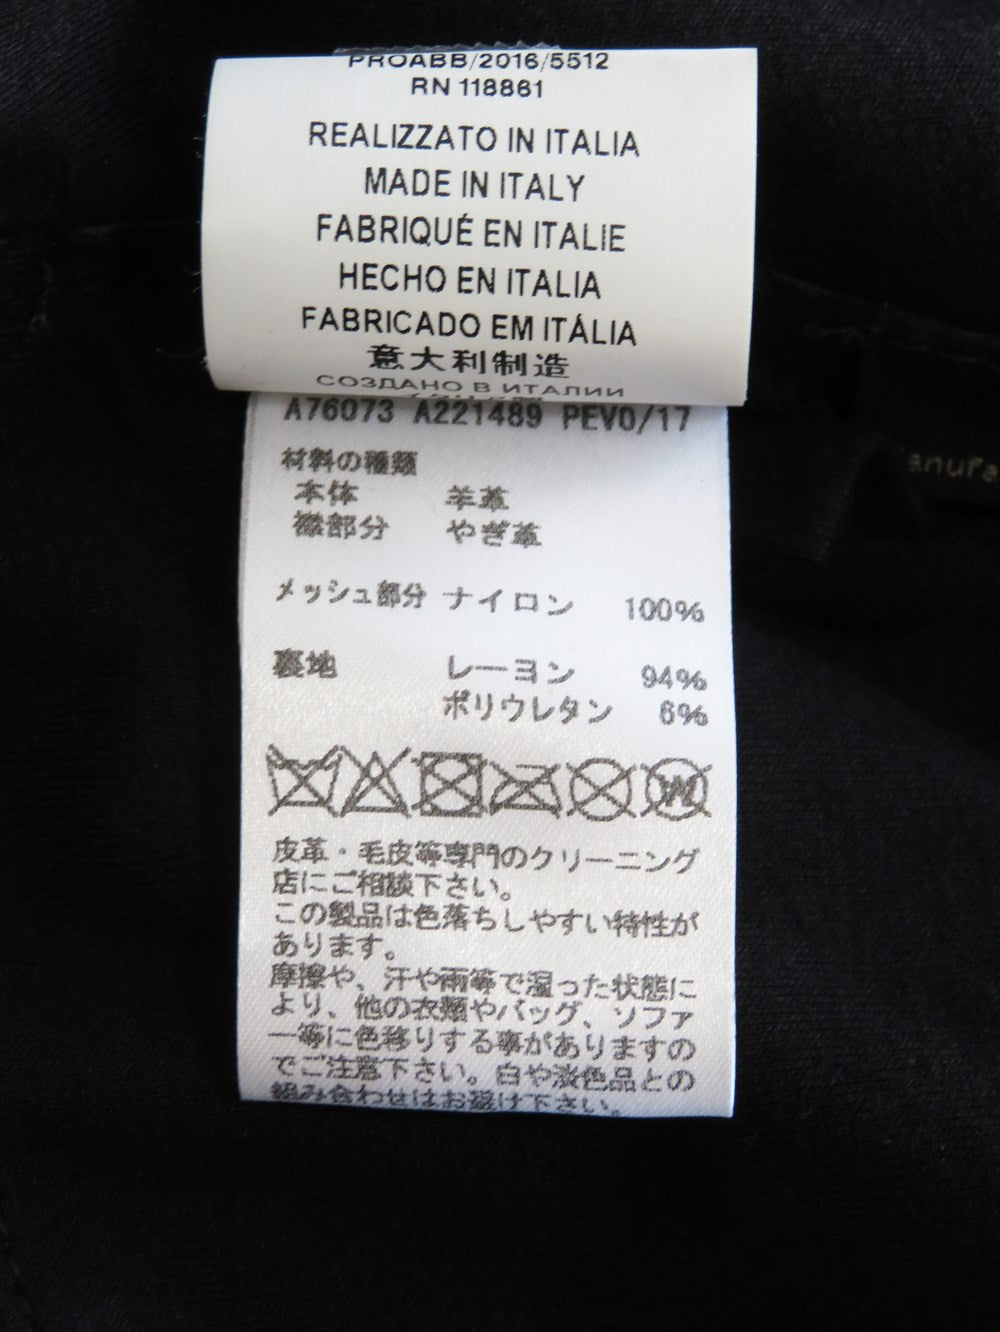 PROABB/2016/5512
RN 118861
REALIZZATO IN ITALIA
MADE IN ITALY
FABRIQUÉ EN ITALIE
HECHO EN ITALIA
FABRICADO EM ITÁLIA
意大利制造
СОЗДАНО В ИТАЛИИ
A76073 A221489 PEV0/17
材料の種類
本体 羊革
襟部分 やぎ革
メッシュ部分 ナイロン 100%
裏地 レーヨン 94%
ポリウレタン 6%
W
皮革・毛皮等専門のクリーニング
店にご相談下さい。
この製品は色落ちしやすい特性が
あります。
摩擦や、汗や雨等で湿った状態に
より、他の衣類やバッグ、ソファ
ー等に色移りする事がありますの
でご注意下さい。白や淡色品との
組み合わせはお避け下さい。